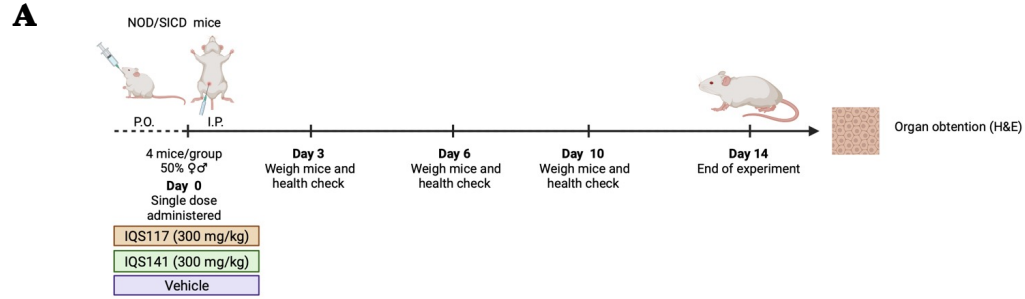 A
NOD/SICD mice
P.O.
I.P.
4 mice/group
50% ♀♂
Day 0
Single dose
administered
IQS117 (300 mg/kg)
IQS141 (300 mg/kg)
Vehicle
Day 3
Weigh mice and
health check
Day 6
Weigh mice and
health check
Day 10
Weigh mice and
health check
Day 14
End of experiment
Organ obtention (H&E)